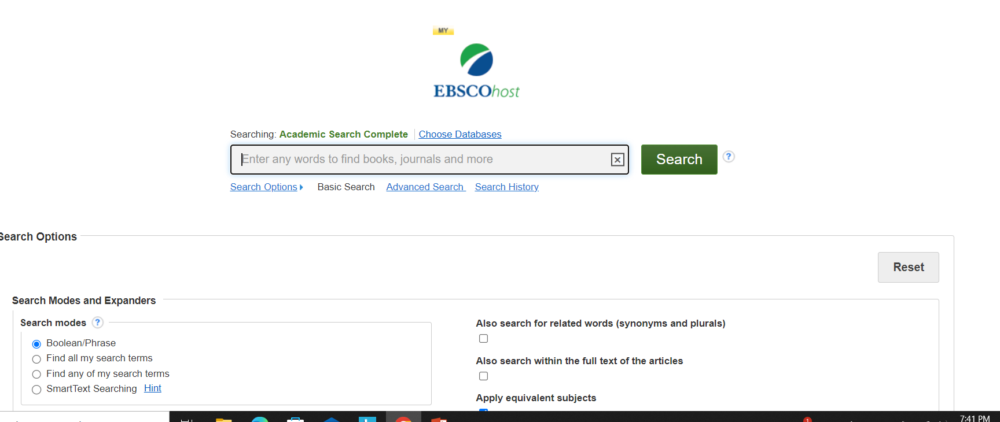 MY
EBSCOhost
Searching: Academic Search Complete Choose Databases
Enter any words to find books, journals and more
Search
?
Search Options Basic Search Advanced Search Search History
Search Options
Reset
Search Modes and Expanders
Search modes ?
Boolean/Phrase
Find all my search terms
Find any of my search terms
SmartText Searching Hint
Also search for related words (synonyms and plurals)
Also search within the full text of the articles
Apply equivalent subjects
1
7:41 PM